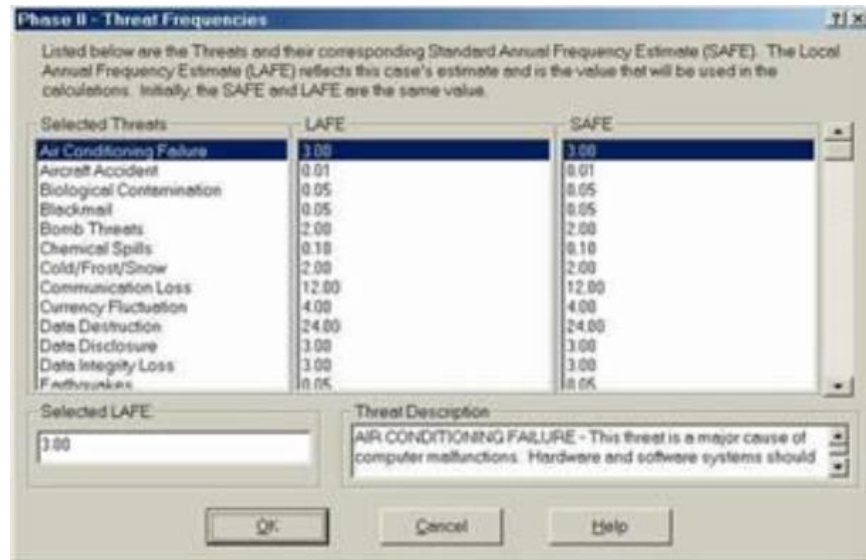 Phase II - Threat Frequencies
Listed below are the Threats and their corresponding Standard Annual Frequency Estimate (SAFE). The Local
Annual Frequency Estimate (LAFE) reflects this case's estimate and is the value that will be used in the
calculations. Initially, the SAFE and LAFE are the same value.
Selected Threats LAFE SAFE
Air Conditioning Failure 3.00 3.00
Aircraft Accident 0.01 0.01
Biological Contamination 0.05 0.05
Blackmail 0.05 0.05
Bomb Threats 2.00 2.00
Chemical Spills 0.10 0.10
Cold/Frost/Snow 2.00 2.00
Communication Loss 12.00 12.00
Currency Fluctuation 4.00 4.00
Data Destruction 24.00 24.00
Data Disclosure 3.00 3.00
Data Integrity Loss 3.00 3.00
Earthquakes 0.05 0.05
Selected LAFE Threat Description
3.00
AIR CONDITIONING FAILURE - This threat is a major cause of
computer malfunctions. Hardware and software systems should
OK Cancel Help